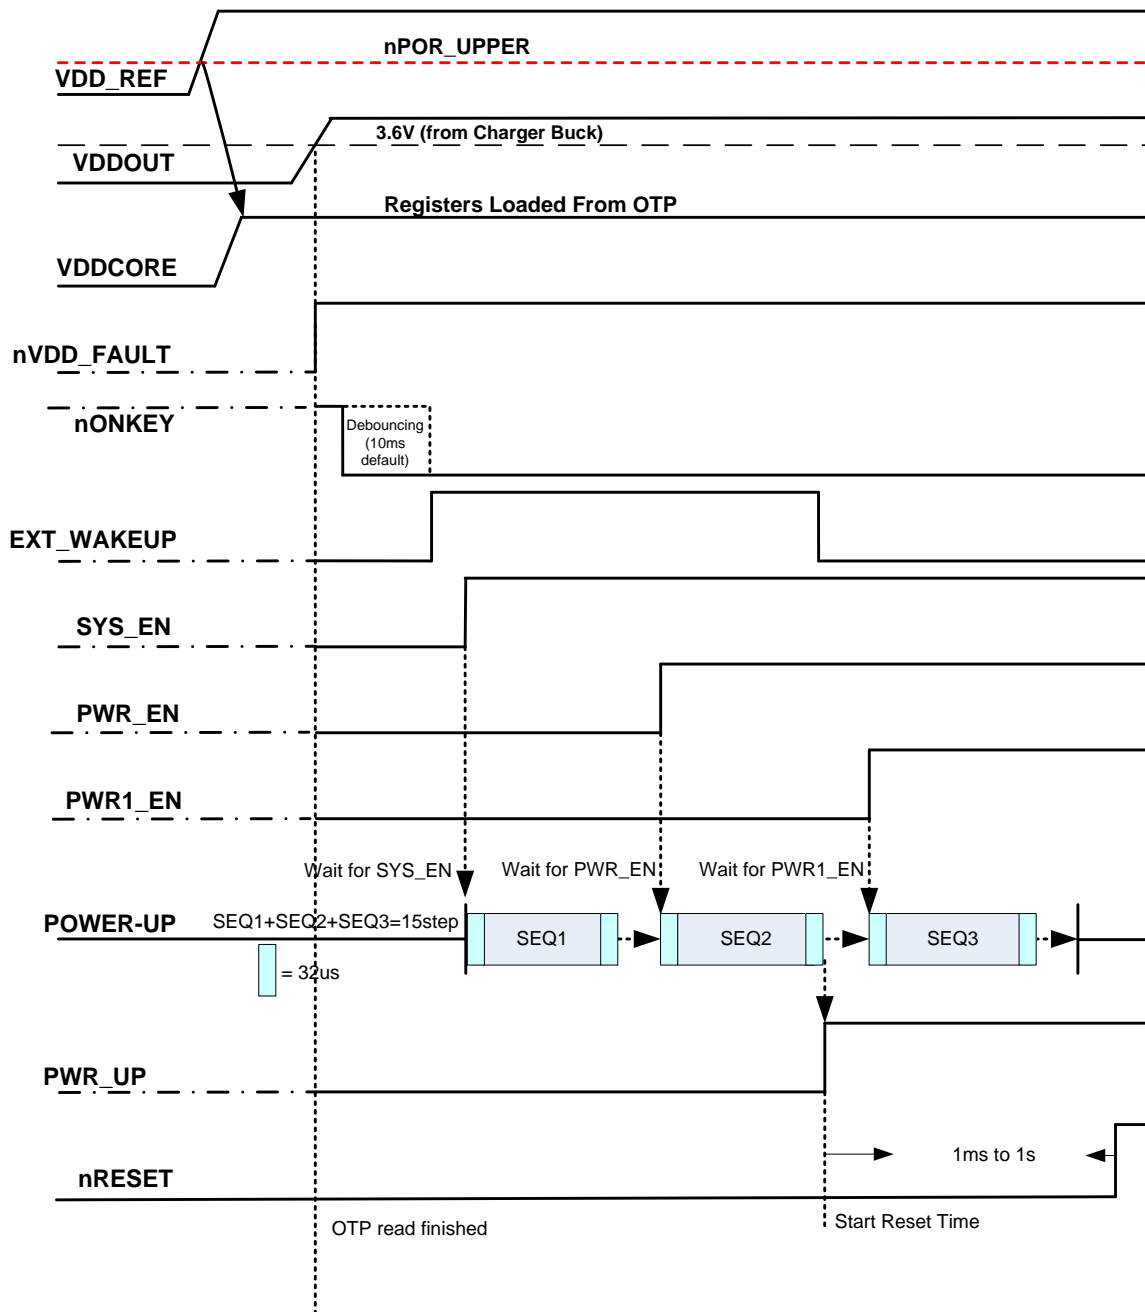 nPOR_UPPER
VDD_REF
3.6V (from Charger Buck)
VDDOUT
Registers Loaded From OTP
VDDCORE
nVDD_FAULT
nONKEY
Debouncing
(10ms
default)
EXT_WAKEUP
SYS_EN
PWR_EN
PWR1_EN
Wait for SYS_EN
Wait for PWR_EN
Wait for PWR1_EN
POWER-UP
SEQ1+SEQ2+SEQ3=15step
SEQ1
SEQ2
SEQ3
= 32us
PWR_UP
1ms to 1s
nRESET
OTP read finished
Start Reset Time